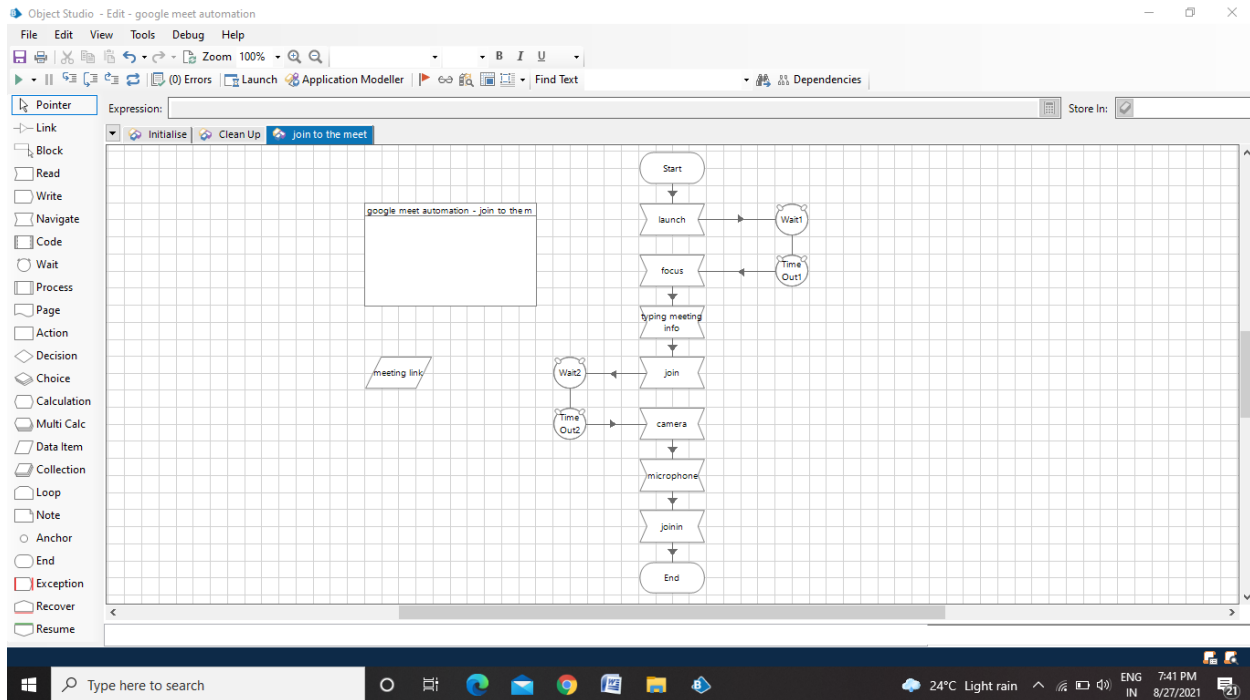 Object Studio - Edit - google meet automation
File Edit View Tools Debug Help
Zoom 100% B I U
(0) Errors Launch Application Modeller Find Text Dependencies
Pointer
Link
Block
Read
Write
Navigate
Code
Wait
Process
Page
Action
Decision
Choice
Calculation
Multi Calc
Data Item
Collection
Loop
Note
Anchor
End
Exception
Recover
Resume
Expression: Store In:
Initialise Clean Up join to the meet
Start
google meet automation - join to the m
launch
Wait1
focus
Time
Out1
typing meeting
info
meeting link
Wait2
join
Time
Out2
camera
microphone
joinin
End
Type here to search
24°C Light rain
ENG
IN
7:41 PM
8/27/2021
21